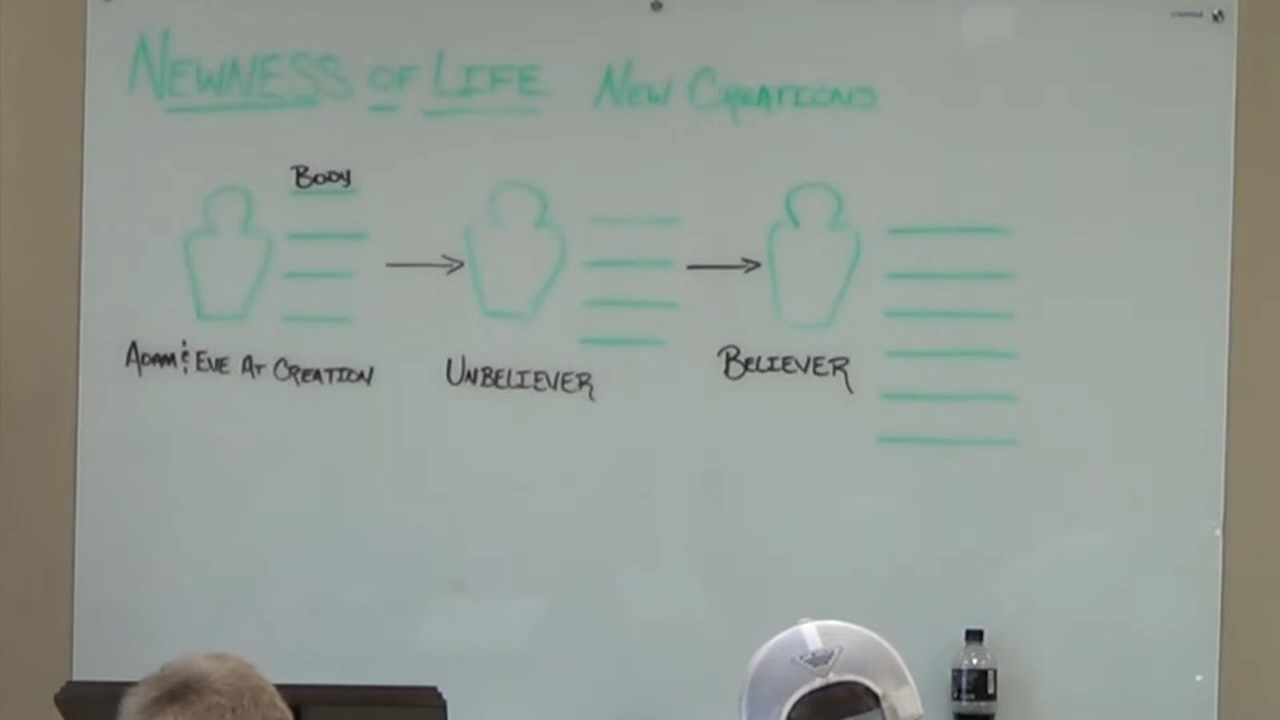 NEWNESS OF LIFE NEW CREATIONS
BODY
ADAM & EVE AT CREATION
UNBELIEVER
BELIEVER